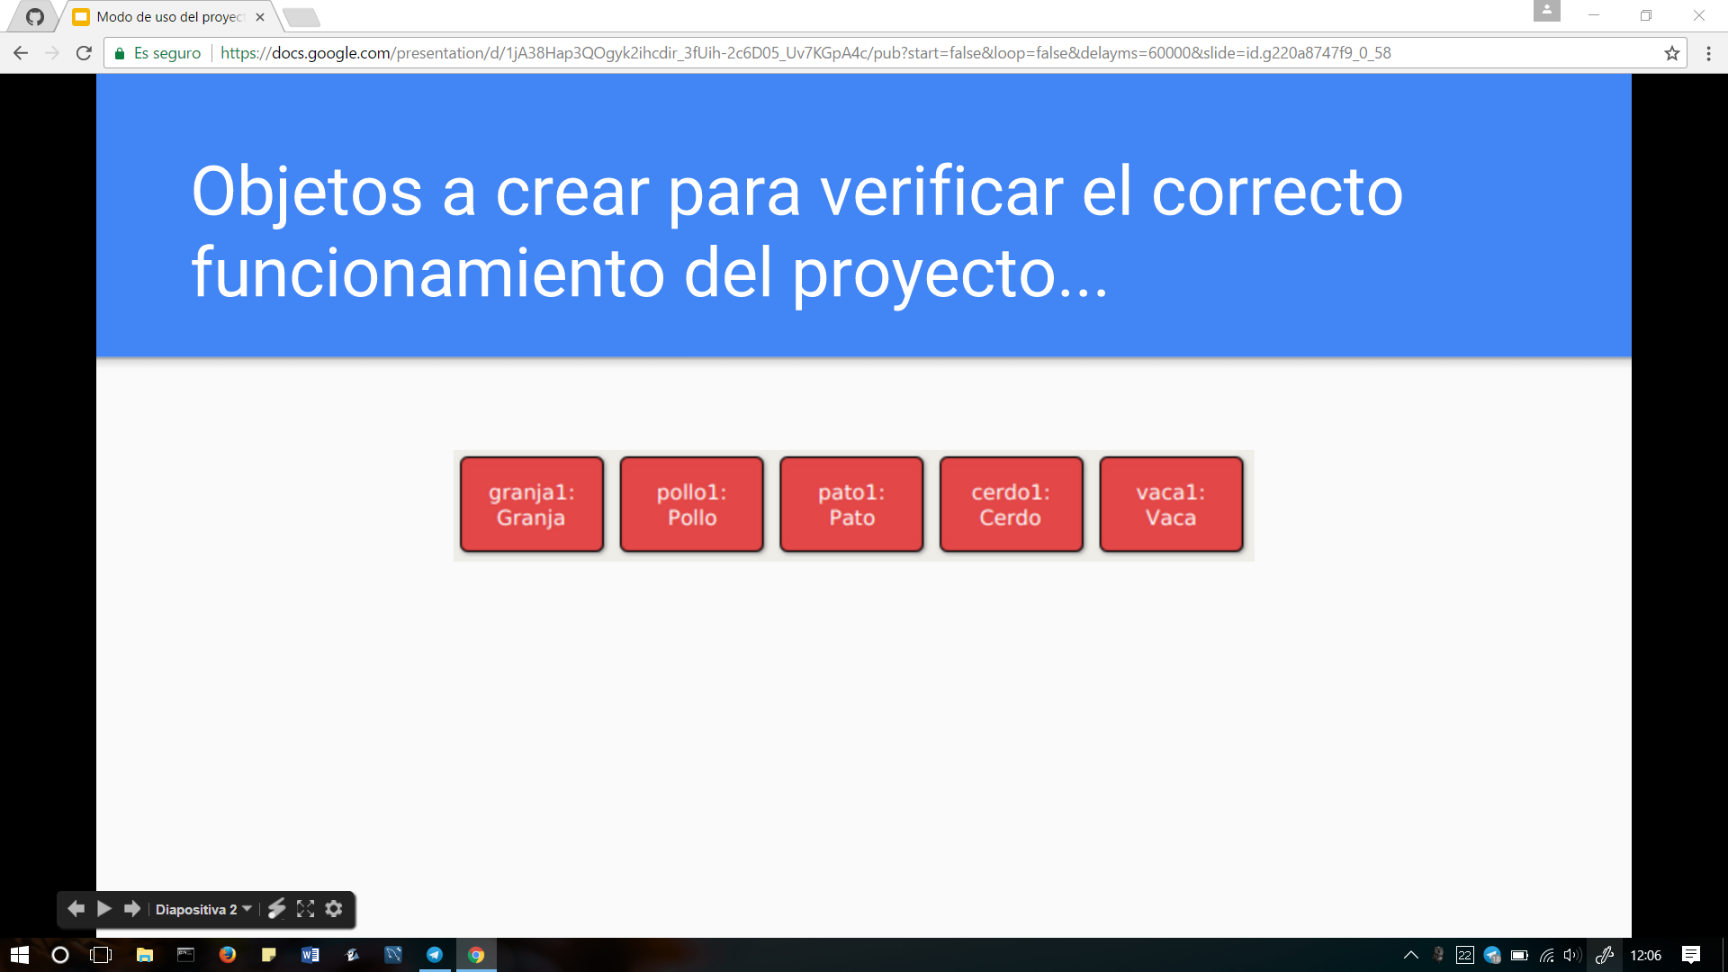 Modo de uso del proyec
Es seguro
https://docs.google.com/presentation/d/1jA38Hap3QOgyk2ihcdir_3fUih-2c6D05_Uv7KGpA4c/pub?start=false&loop=false&delayms=60000&slide=id.g220a8747f9_0_58
Objetos a crear para verificar el correcto
funcionamiento del proyecto...
granja1:
Granja
pollo1:
Pollo
pato1:
Pato
cerdo1:
Cerdo
vaca1:
Vaca
Diapositiva 2
22
12:06